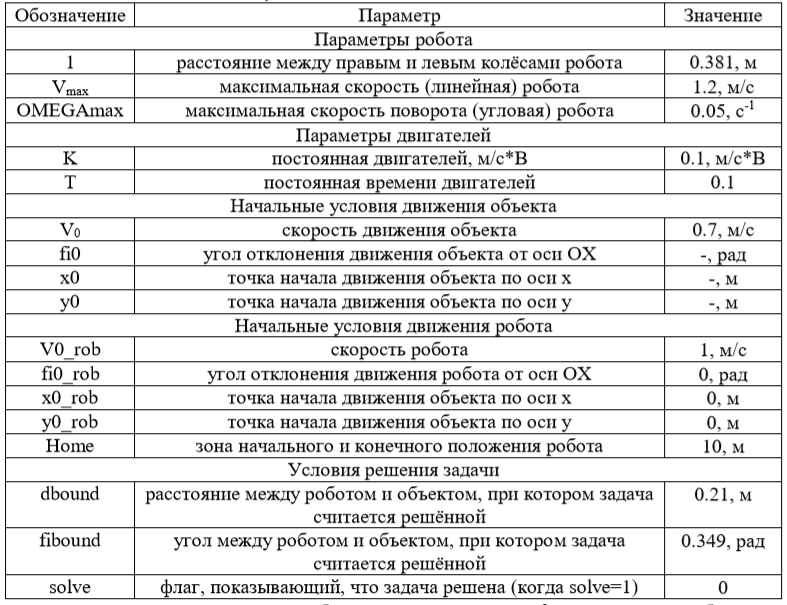 Обозначение Параметр Значение
Параметры робота
l расстояние между правым и левым колёсами робота 0.381, м
Vmax максимальная скорость (линейная) робота 1.2, м/с
OMEGAmax максимальная скорость поворота (угловая) робота 0.05, с-1
Параметры двигателей
K постоянная двигателей, м/с*В 0.1, м/с*В
T постоянная времени двигателей 0.1
Начальные условия движения объекта
V0 скорость движения объекта 0.7, м/с
fi0 угол отклонения движения объекта от оси OX -, рад
x0 точка начала движения объекта по оси x -, м
y0 точка начала движения объекта по оси y -, м
Начальные условия движения робота
V0_rob скорость робота 1, м/с
fi0_rob угол отклонения движения робота от оси OX 0, рад
x0_rob точка начала движения объекта по оси x 0, м
y0_rob точка начала движения объекта по оси y 0, м
Home зона начального и конечного положения робота 10, м
Условия решения задачи
dbound расстояние между роботом и объектом, при котором задача 0.21, м
считается решённой
fibound угол между роботом и объектом, при котором задача 0.349, рад
считается решённой
solve флаг, показывающий, что задача решена (когда solve=1) 0